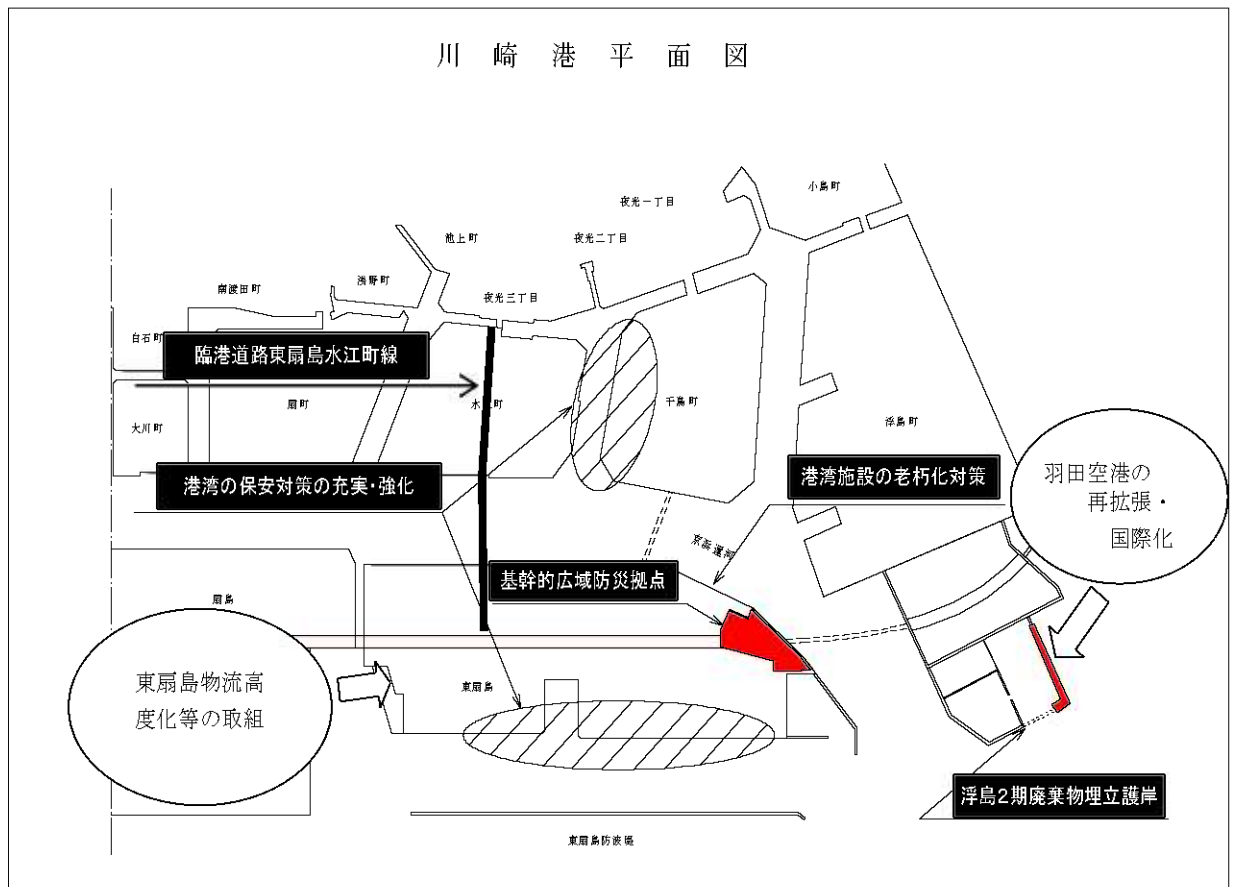 川崎港平面図
小島町
夜光一丁目
池上町
夜光二丁目
浅野町
南渡田町
夜光三丁目
白石町
臨港道路東扇島水江町線
扇町
水江町
千鳥町
大川町
浮島町
港湾の保安対策の充実・強化
港湾施設の老朽化対策
羽田空港の
再拡張・
国際化
京浜運河
基幹的広域防災拠点
扇島
東扇島物流高
度化等の取組
東扇島
浮島2期廃棄物埋立護岸
東扇島防波堤